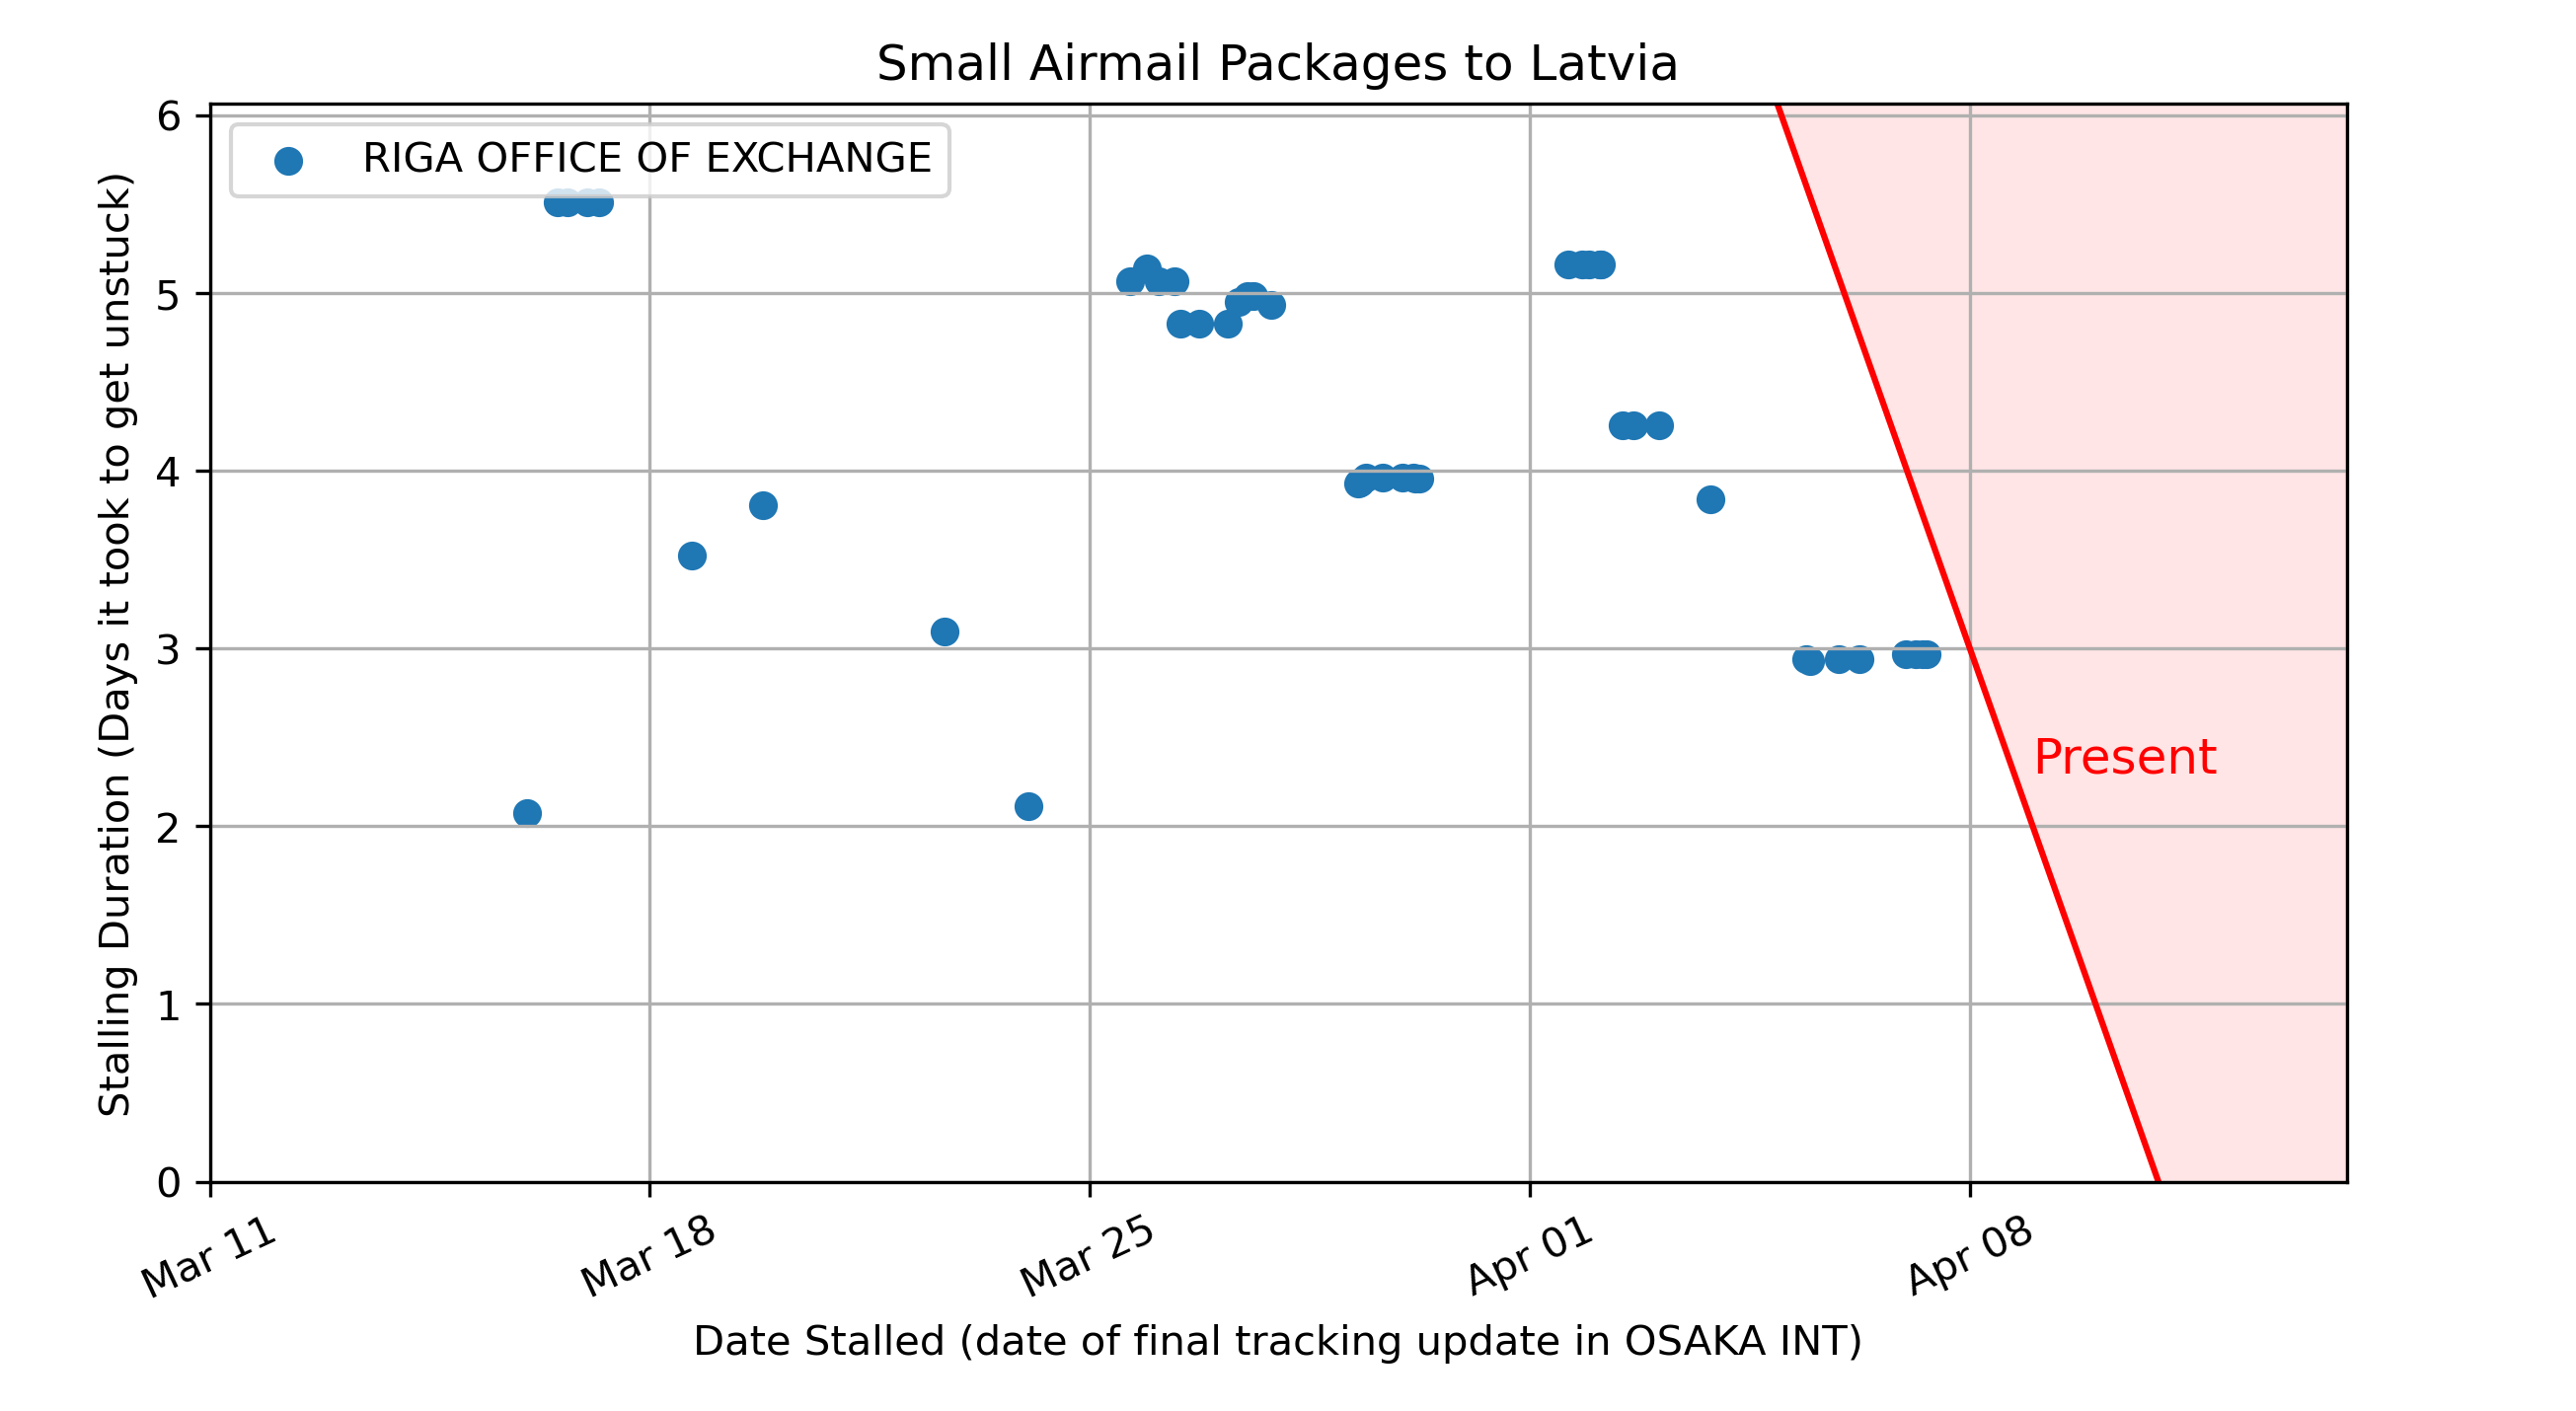 Small Airmail Packages to Latvia
RIGA OFFICE OF EXCHANGE
Stalling Duration (Days it took to get unstuck)
6
5
4
3
2
1
0
Present
Mar 11
Mar 18
Mar 25
Apr 01
Apr 08
Date Stalled (date of final tracking update in OSAKA INT)